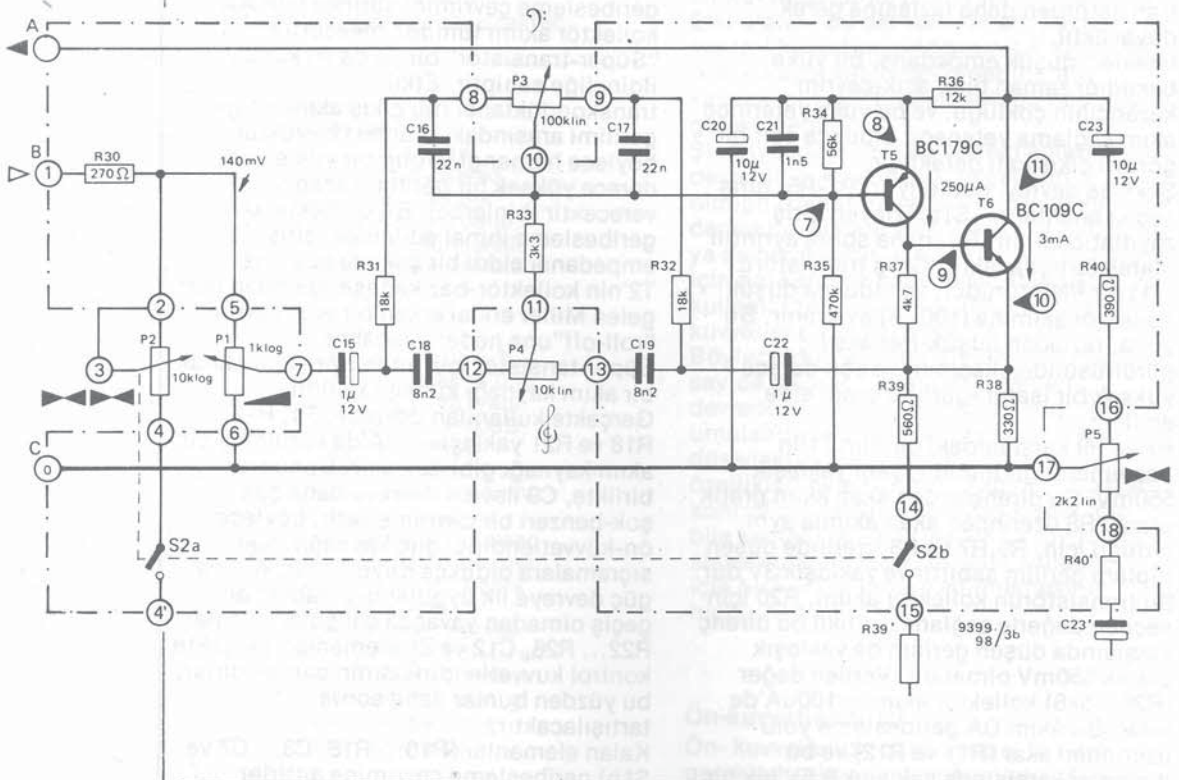 A
B
1
R30
270Ω
140mV
C16
22n
8
P3
100klin
10
9
C17
22n
C20
10µ
12V
C21
1n5
R34
56k
R36
12k
8
T5
BC179C
250µA
11
T6
BC109C
3mA
C23
10µ
12V
R33
3k3
7
R31
18k
R32
18k
R35
470k
R37
4k7
9
10
R40
390Ω
2
5
P2
10klog
P1
1klog
3
7
C15
1µ
12V
C18
8n2
11
12
P4
10klin
13
C19
8n2
C22
1µ
12V
R39
560Ω
R38
330Ω
4
6
16
P5
2k2 lin
17
C
0
14
18
S2a
S2b
R40'
4'
15
R39'
9399
98/3b
C23'